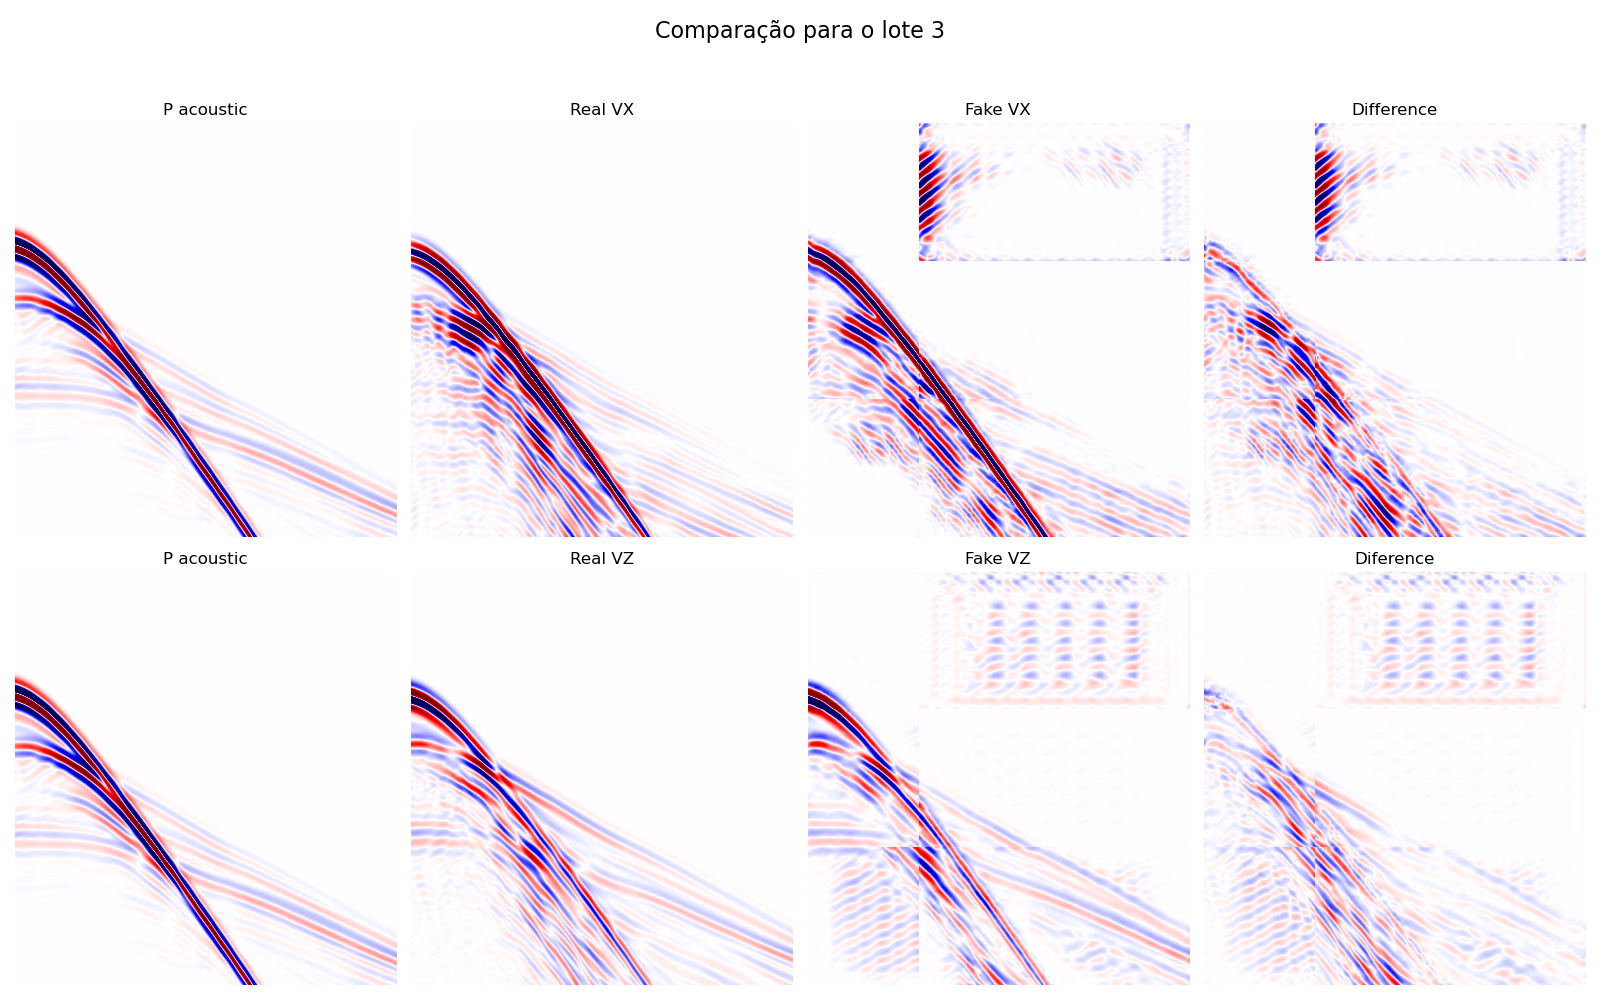 Comparação para o lote 3
P acoustic
Real VX
Fake VX
Difference
P acoustic
Real VZ
Fake VZ
Diference